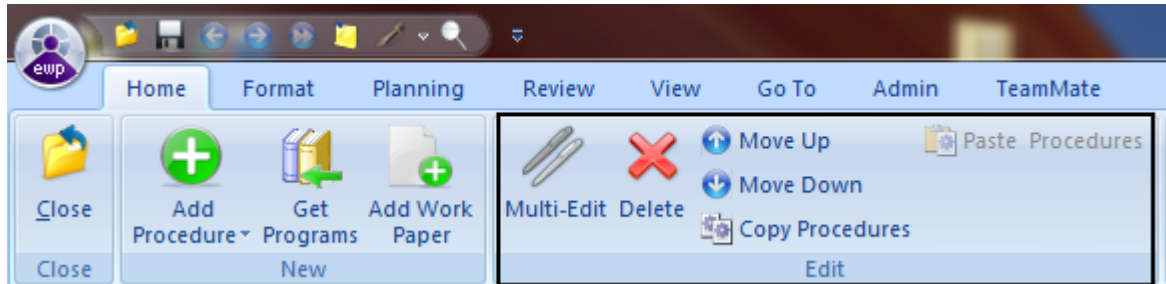 ewp
Home Format Planning Review View Go To Admin TeamMate
Close
Add
Procedure
Get
Programs
Add Work
Paper
Multi-Edit
Delete
Move Up
Move Down
Copy Procedures
Paste Procedures
Close
New
Edit